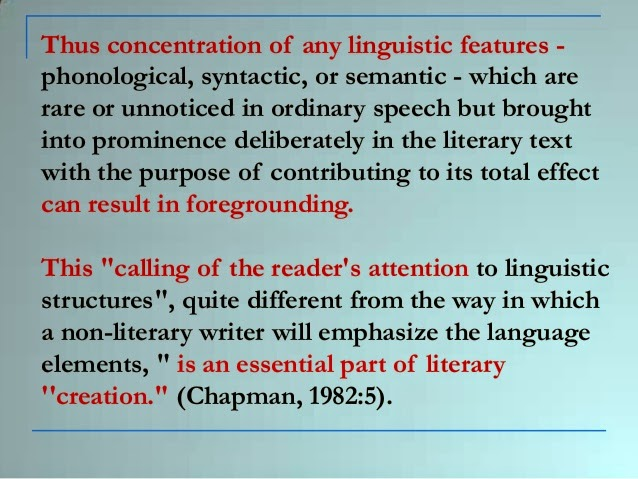 Thus concentration of any linguistic features -
phonological, syntactic, or semantic - which are
rare or unnoticed in ordinary speech but brought
into prominence deliberately in the literary text
with the purpose of contributing to its total effect
can result in foregrounding.
This "calling of the reader's attention to linguistic
structures", quite different from the way in which
a non-literary writer will emphasize the language
elements, " is an essential part of literary
"creation." (Chapman, 1982:5).